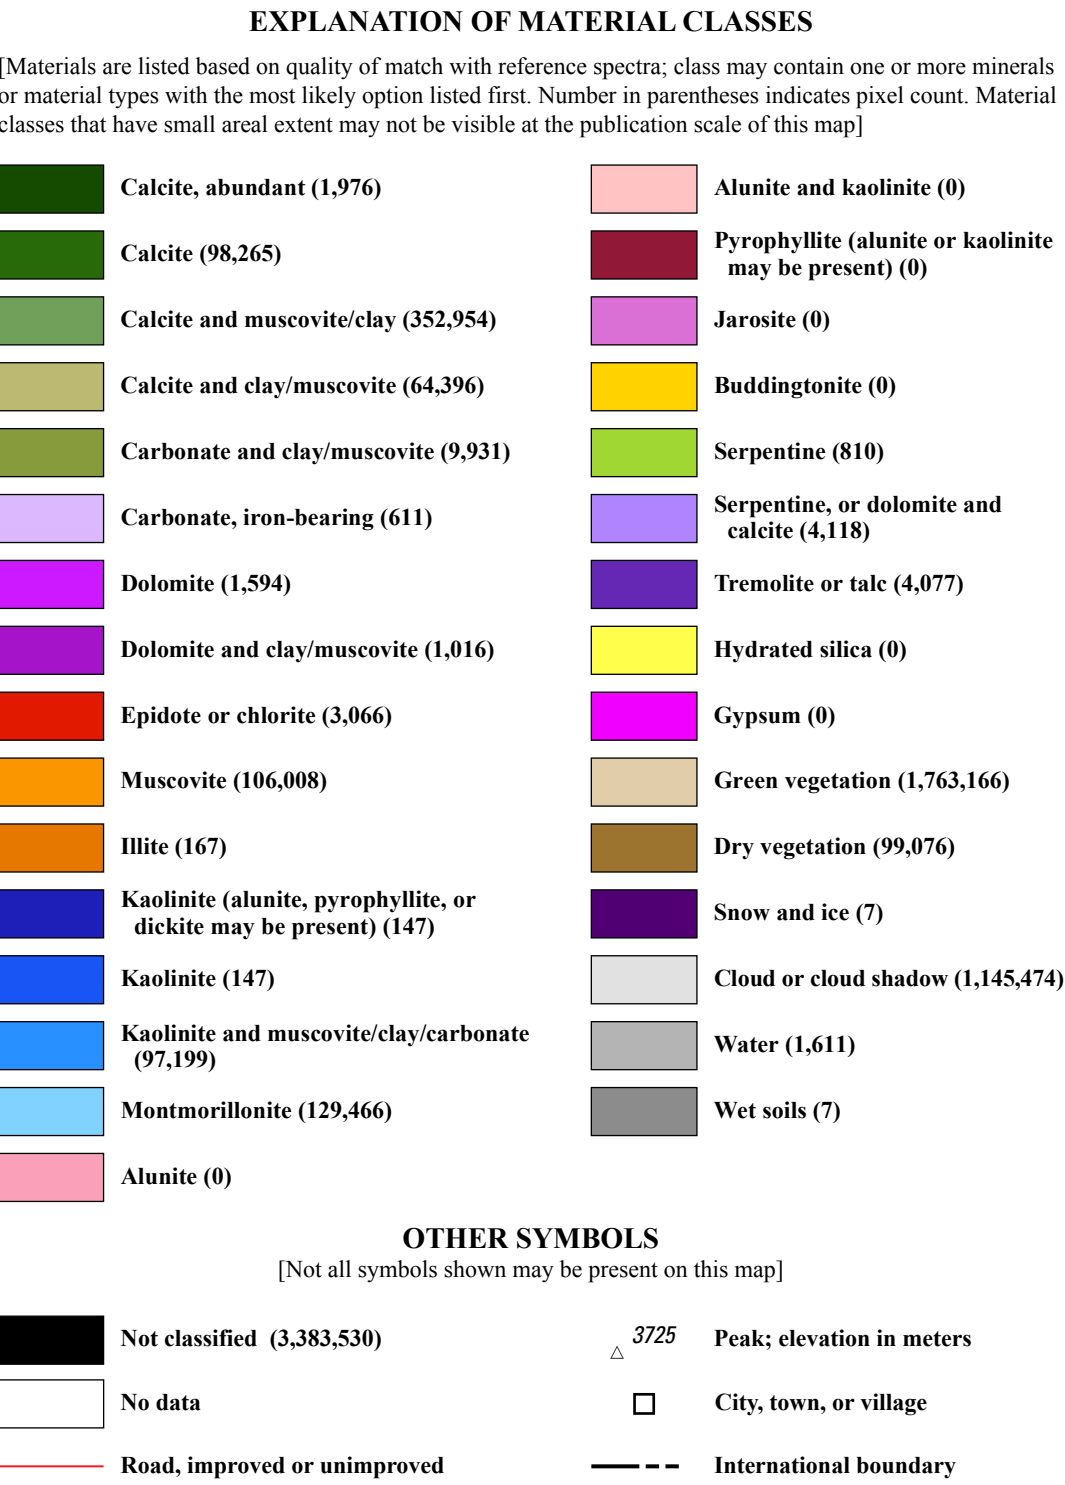 EXPLANATION OF MATERIAL CLASSES
[Materials are listed based on quality of match with reference spectra; class may contain one or more minerals
or material types with the most likely option listed first. Number in parentheses indicates pixel count. Material
classes that have small areal extent may not be visible at the publication scale of this map]
Calcite, abundant (1,976)
Calcite (98,265)
Calcite and muscovite/clay (352,954)
Calcite and clay/muscovite (64,396)
Carbonate and clay/muscovite (9,931)
Carbonate, iron-bearing (611)
Dolomite (1,594)
Dolomite and clay/muscovite (1,016)
Epidote or chlorite (3,066)
Muscovite (106,008)
Illite (167)
Kaolinite (alunite, pyrophyllite, or
dickite may be present) (147)
Kaolinite (147)
Kaolinite and muscovite/clay/carbonate
(97,199)
Montmorillonite (129,466)
Alunite (0)
Alunite and kaolinite (0)
Pyrophyllite (alunite or kaolinite
may be present) (0)
Jarosite (0)
Buddingtonite (0)
Serpentine (810)
Serpentine, or dolomite and
calcite (4,118)
Tremolite or talc (4,077)
Hydrated silica (0)
Gypsum (0)
Green vegetation (1,763,166)
Dry vegetation (99,076)
Snow and ice (7)
Cloud or cloud shadow (1,145,474)
Water (1,611)
Wet soils (7)
OTHER SYMBOLS
[Not all symbols shown may be present on this map]
Not classified (3,383,530)
No data
Road, improved or unimproved
3725 Peak; elevation in meters
City, town, or village
International boundary